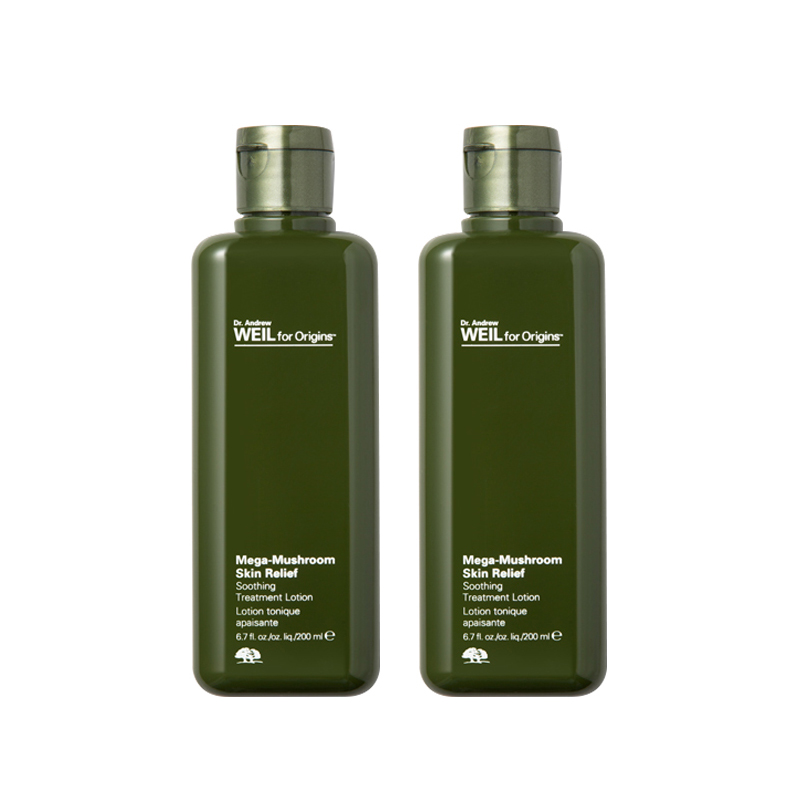 Dr. Andrew
WEIL for Origins™
Mega-Mushroom
Skin Relief
Soothing
Treatment Lotion
Lotion tonique
apaisante
6.7 fl. oz./oz. liq./200 ml ℮
Dr. Andrew
WEIL for Origins™
Mega-Mushroom
Skin Relief
Soothing
Treatment Lotion
Lotion tonique
apaisante
6.7 fl. oz./oz. liq./200 ml ℮